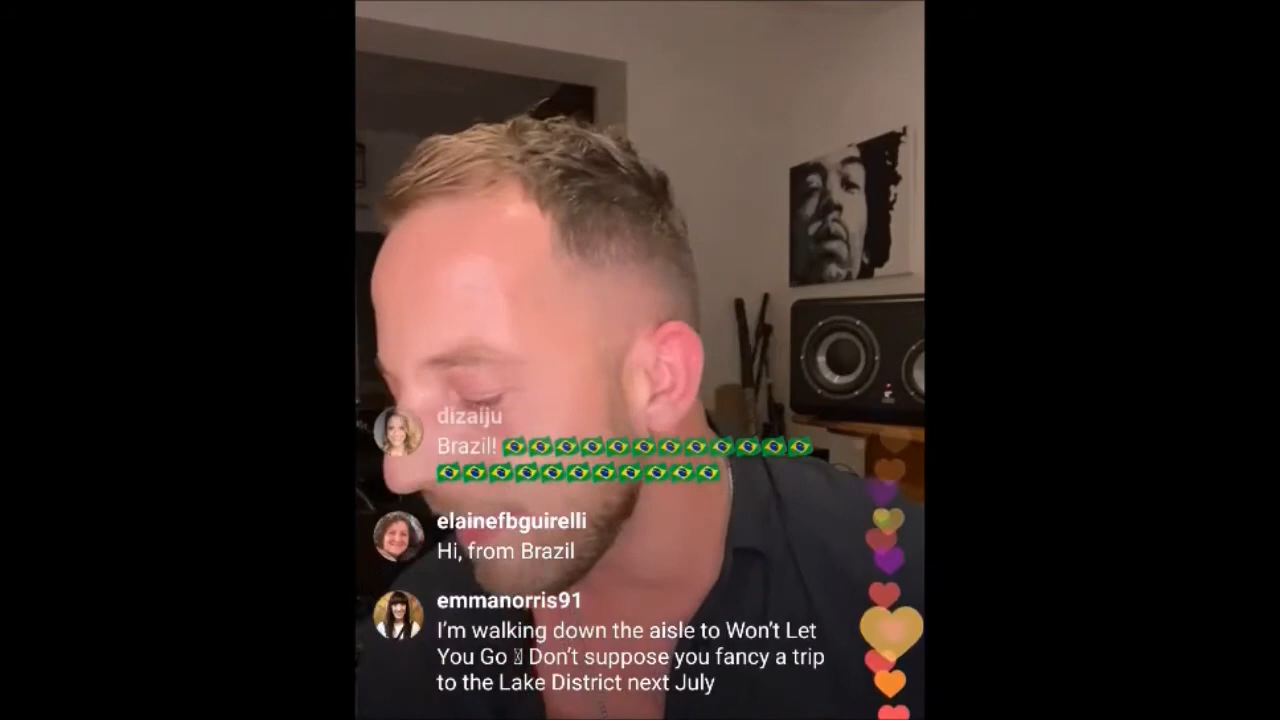 dizaiju
Brazil! 🇧🇷🇧🇷🇧🇷🇧🇷🇧🇷🇧🇷🇧🇷🇧🇷🇧🇷🇧🇷🇧🇷🇧🇷
🇧🇷🇧🇷🇧🇷🇧🇷🇧🇷🇧🇷🇧🇷🇧🇷🇧🇷🇧🇷🇧🇷
elainefbguirelli
Hi, from Brazil
emmanorris91
I'm walking down the aisle to Won't Let
You Go Don't suppose you fancy a trip
to the Lake District next July